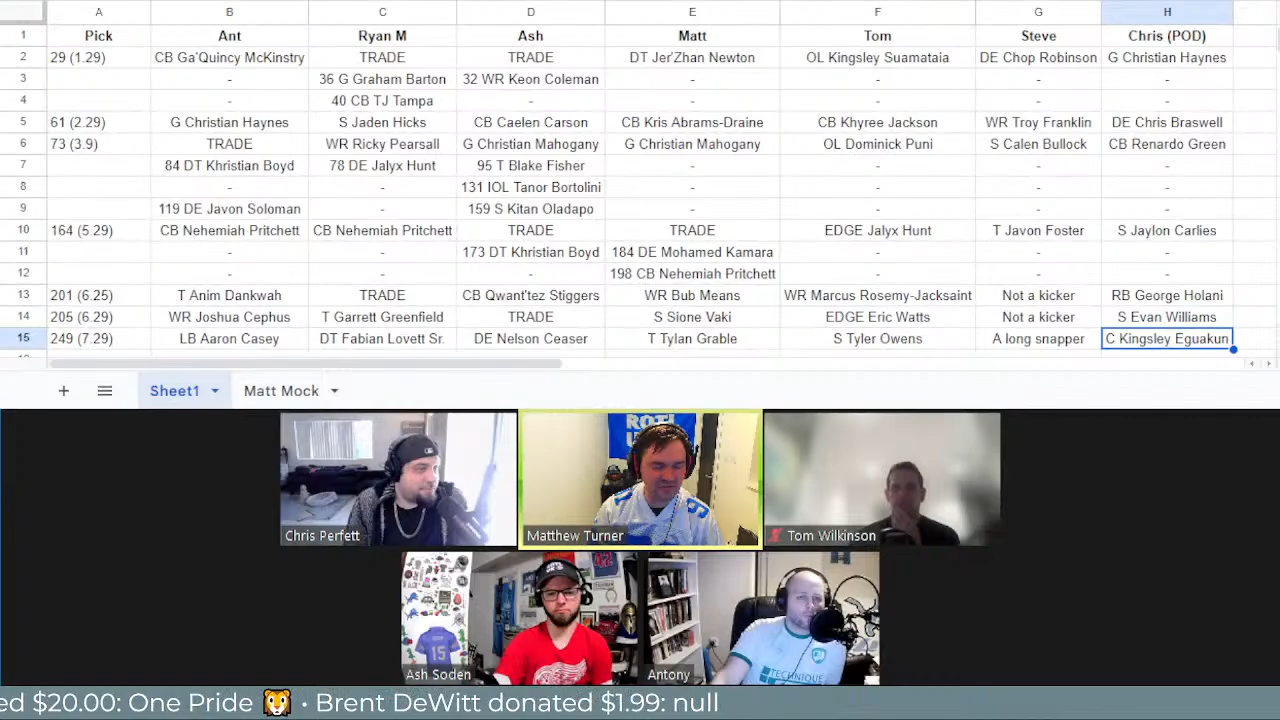 A B C D E F G H
1 Pick Ant Ryan M Ash Matt Tom Steve Chris (POD)
2 29 (1.29) CB Ga'Quincy McKinstry TRADE TRADE DT Jer'Zhan Newton OL Kingsley Suamataia DE Chop Robinson G Christian Haynes
3 - 36 G Graham Barton 32 WR Keon Coleman - - - -
4 - 40 CB TJ Tampa - - - - -
5 61 (2.29) G Christian Haynes S Jaden Hicks CB Caelen Carson CB Kris Abrams-Draine CB Khyree Jackson WR Troy Franklin DE Chris Braswell
6 73 (3.9) TRADE WR Ricky Pearsall G Christian Mahogany G Christian Mahogany OL Dominick Puni S Calen Bullock CB Renardo Green
7 84 DT Khristian Boyd 78 DE Jalyx Hunt 95 T Blake Fisher - - - -
8 - - 131 IOL Tanor Bortolini - - - -
9 119 DE Javon Soloman - 159 S Kitan Oladapo - - - -
10 164 (5.29) CB Nehemiah Pritchett CB Nehemiah Pritchett TRADE TRADE EDGE Jalyx Hunt T Javon Foster S Jaylon Carlies
11 - - 173 DT Khristian Boyd 184 DE Mohamed Kamara - - -
12 - - - 198 CB Nehemiah Pritchett - - -
13 201 (6.25) T Anim Dankwah TRADE CB Qwant'tez Stiggers WR Bub Means WR Marcus Rosemy-Jacksaint Not a kicker RB George Holani
14 205 (6.29) WR Joshua Cephus T Garrett Greenfield TRADE S Sione Vaki EDGE Eric Watts Not a kicker S Evan Williams
15 249 (7.29) LB Aaron Casey DT Fabian Lovett Sr. DE Nelson Ceaser T Tylan Grable S Tyler Owens A long snapper C Kingsley Eguakun
Sheet1 Matt Mock
Chris Perfett
Matthew Turner
Tom Wilkinson
15
Ash Soden
Antony
TECHNIQUE
ed $20.00: One Pride 🦁 • Brent DeWitt donated $1.99: null